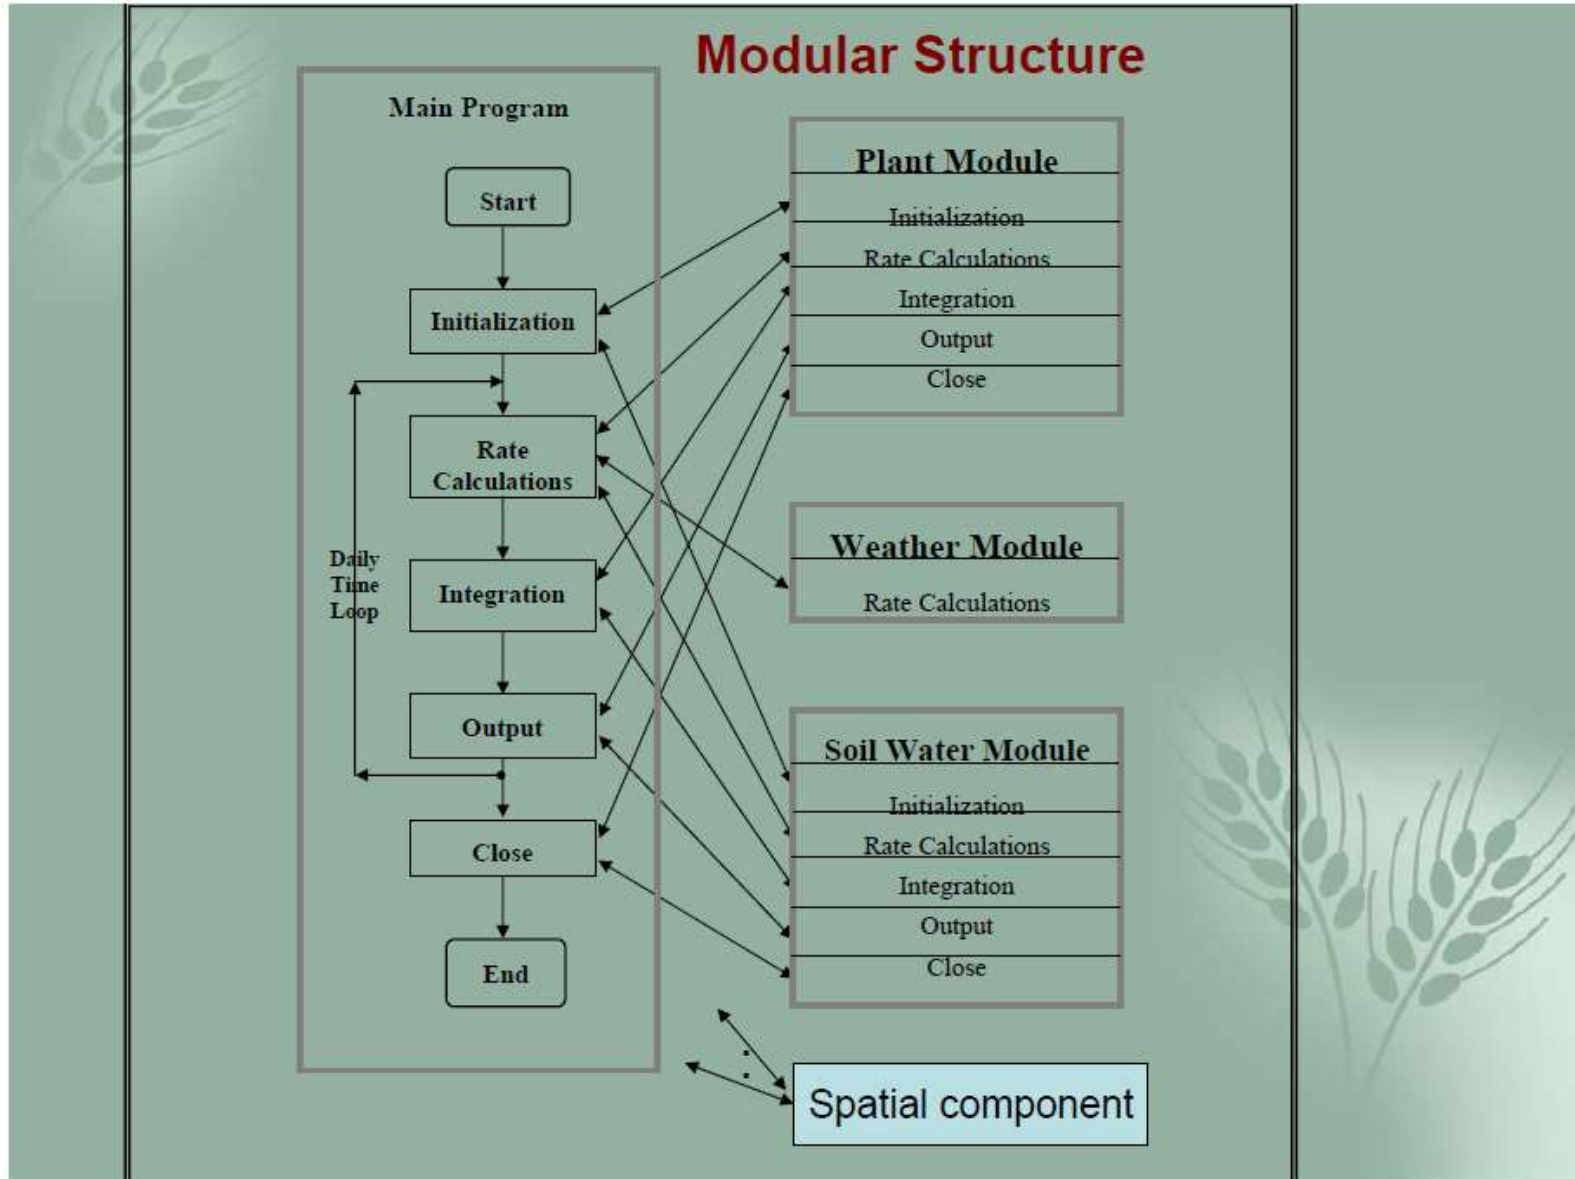 Modular Structure
Main Program
Start
Initialization
Rate
Calculations
Daily
Time
Loop
Integration
Output
Close
End
Plant Module
Initialization
Rate Calculations
Integration
Output
Close
Weather Module
Rate Calculations
Soil Water Module
Initialization
Rate Calculations
Integration
Output
Close
Spatial component